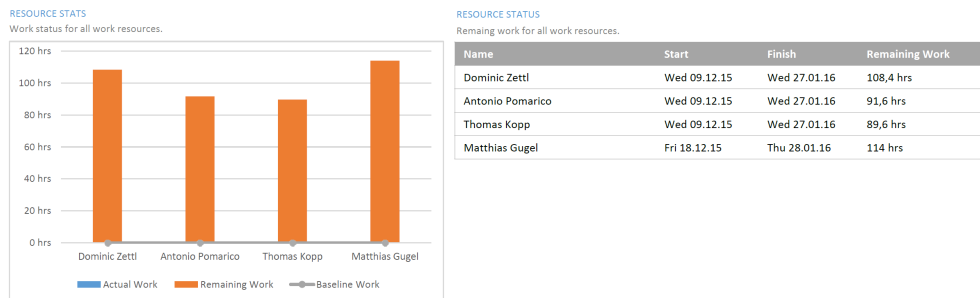 RESOURCE STATS
Work status for all work resources.
120 hrs
100 hrs
80 hrs
60 hrs
40 hrs
20 hrs
0 hrs
Dominic Zettl Antonio Pomarico Thomas Kopp Matthias Gugel
Actual Work Remaining Work Baseline Work
RESOURCE STATUS
Remaing work for all work resources.
Name Start Finish Remaining Work
Dominic Zettl Wed 09.12.15 Wed 27.01.16 108,4 hrs
Antonio Pomarico Wed 09.12.15 Wed 27.01.16 91,6 hrs
Thomas Kopp Wed 09.12.15 Wed 27.01.16 89,6 hrs
Matthias Gugel Fri 18.12.15 Thu 28.01.16 114 hrs